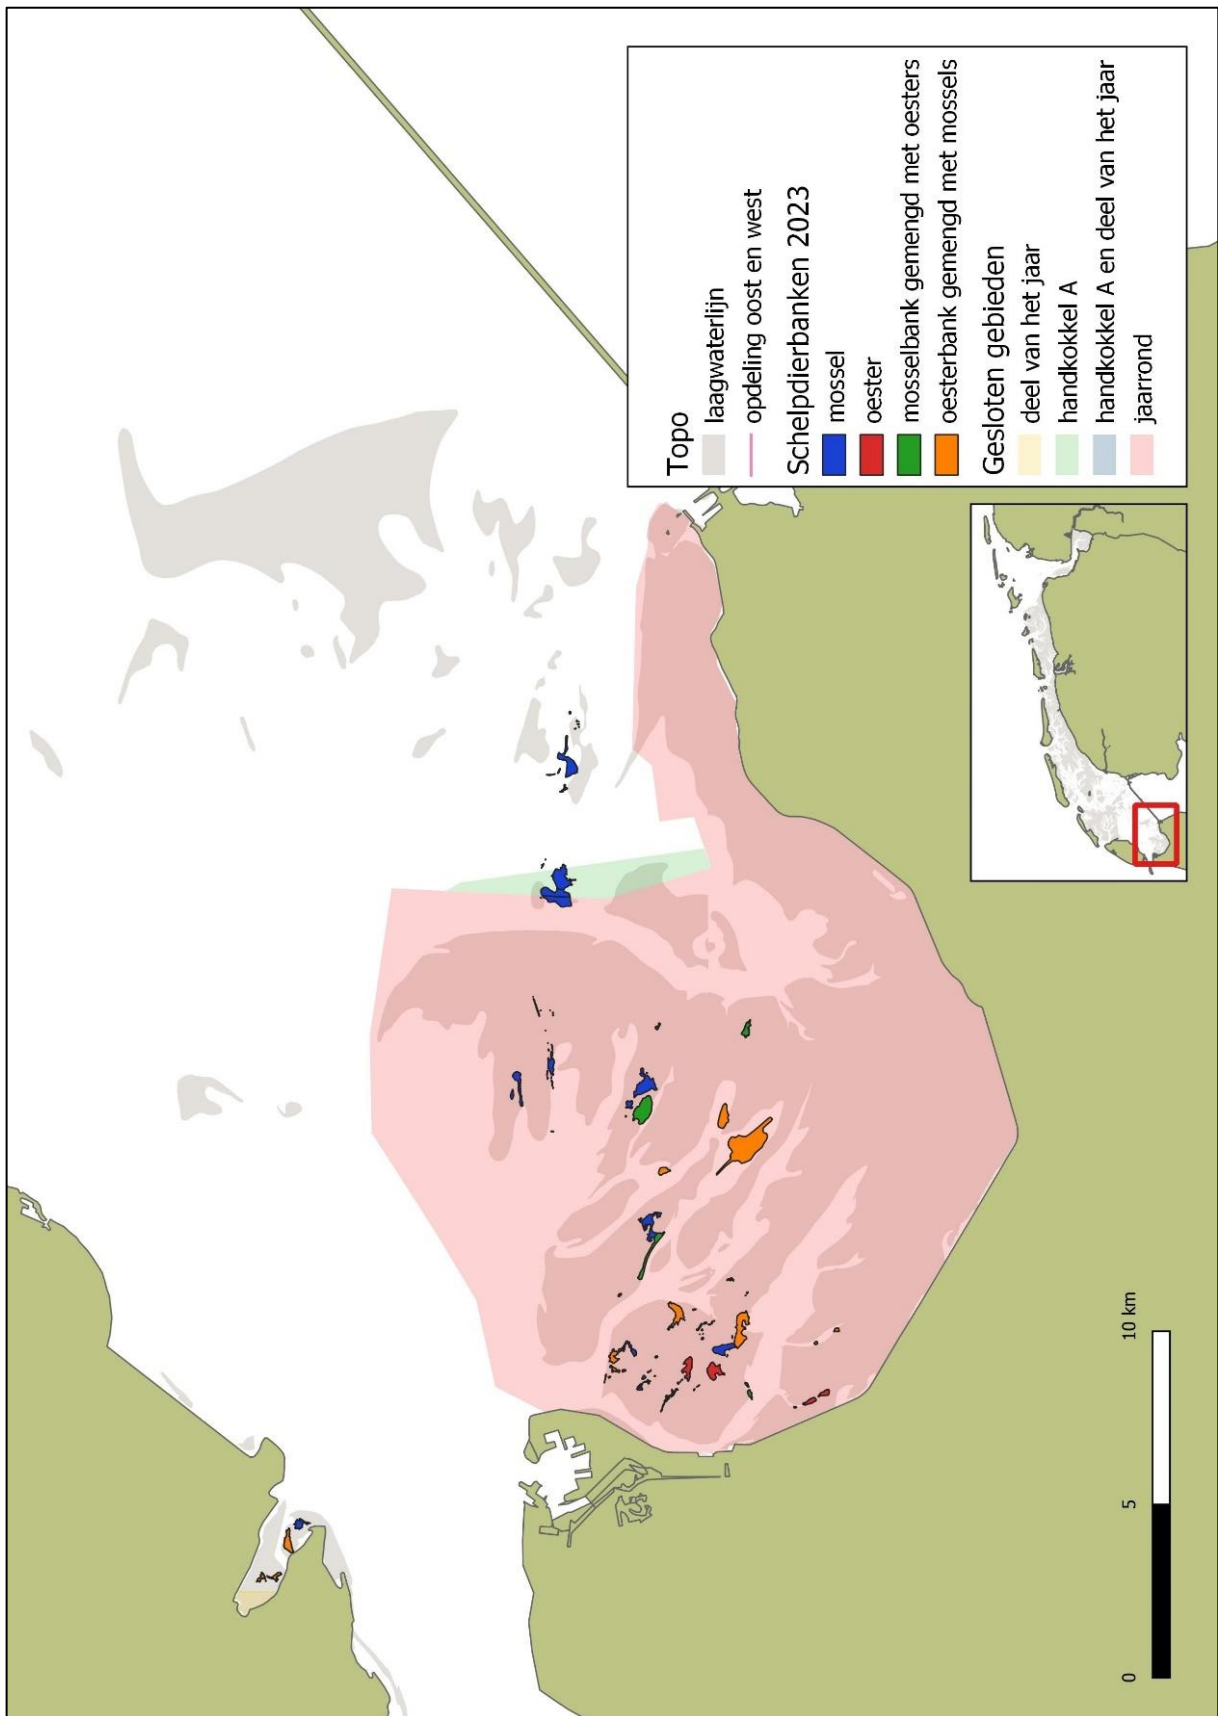 Topo
laagwaterlijn
opdeling oost en west
Schelpdierbanken 2023
mossel
oester
mosselbank gemengd met oesters
oesterbank gemengd met mossels
Gesloten gebieden
deel van het jaar
handkokkel A
handkokkel A en deel van het jaar
jaarrond
0
5
10 km